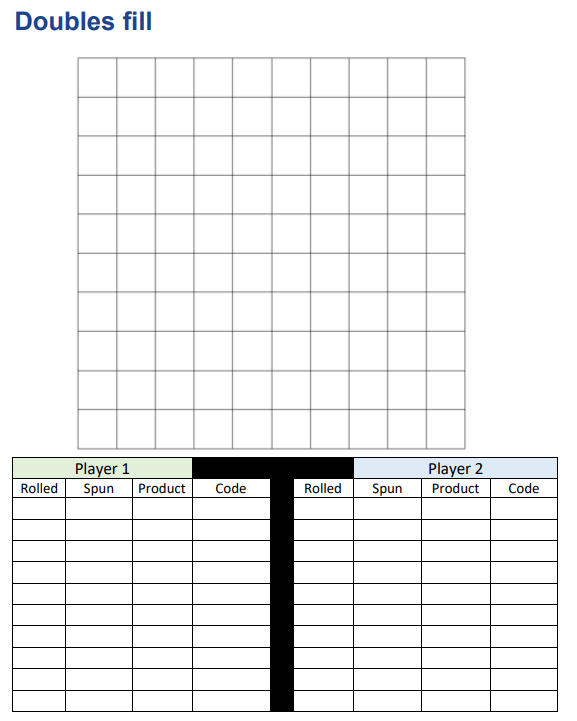 Doubles fill
Player 1 Player 2
Rolled Spun Product Code Rolled Spun Product Code